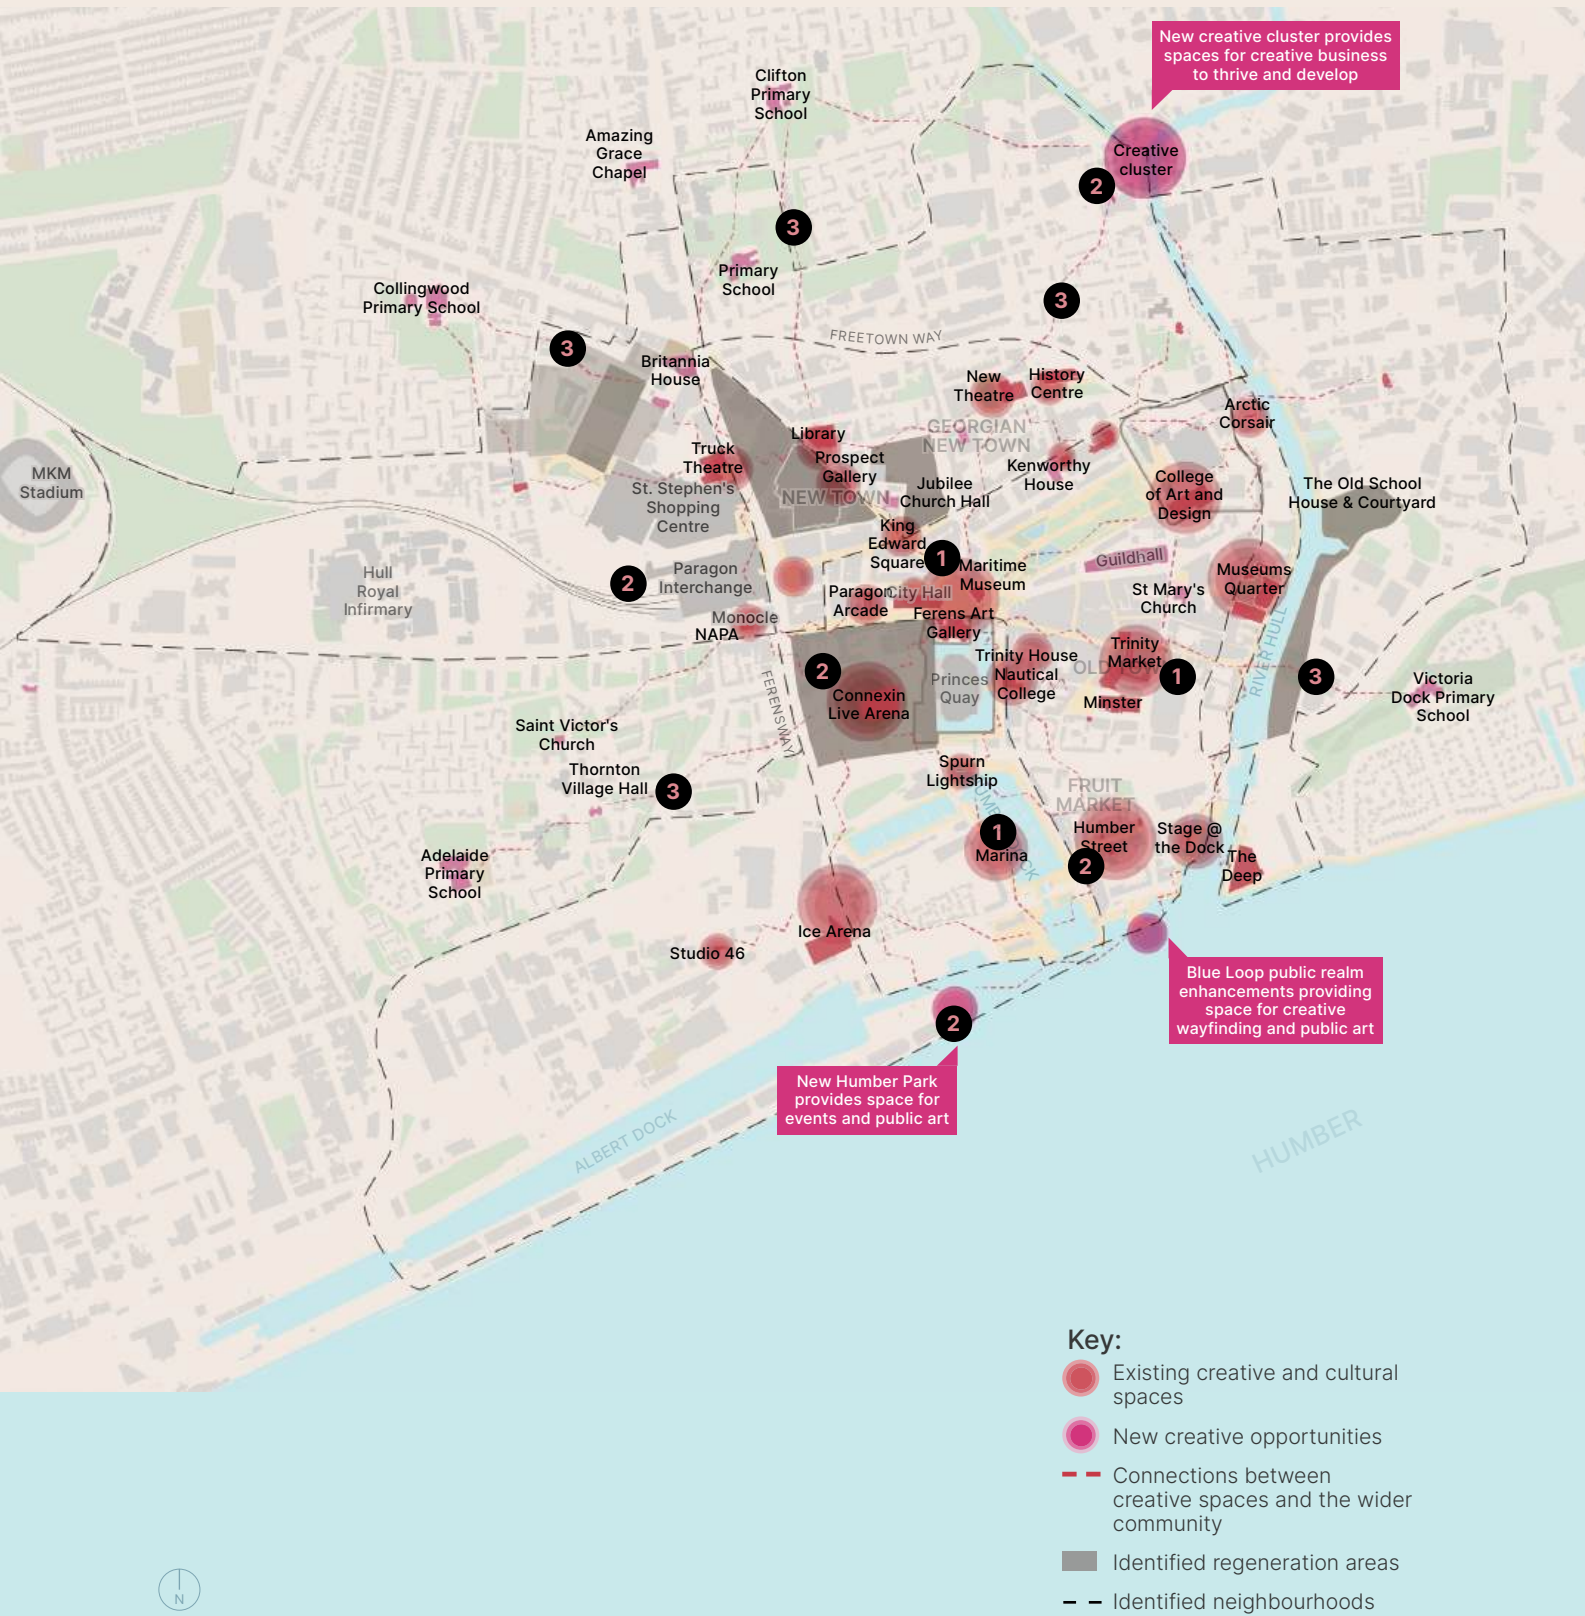 New creative cluster provides
spaces for creative business
to thrive and develop
Clifton
Primary
School
Amazing
Grace
Chapel
Creative
cluster
2
3
Primary
School
Collingwood
Primary School
3
3
FREETOWN WAY
Britannia
House
New
Theatre
History
Centre
Arctic
Corsair
GEORGIAN
NEW TOWN
Library
Truck
Theatre
Prospect
Gallery
Kenworthy
House
MKM
Stadium
St. Stephen's
Shopping
Centre
NEW TOWN
Jubilee
Church Hall
College
of Art and
Design
The Old School
House & Courtyard
King
Edward
Square
1
Maritime
Museum
Guildhall
Museums
Quarter
Hull
Royal
Infirmary
2
Paragon
Interchange
Paragon
Arcade
City Hall
St Mary's
Church
Monocle
NAPA
Ferens Art
Gallery
Trinity House
Nautical
College
Trinity
Market
1
RIVER HULL
3
2
Connexin
Live Arena
Princes
Quay
Minster
Victoria
Dock Primary
School
FERENSWAY
Saint Victor's
Church
Thornton
Village Hall
3
Spurn
Lightship
FRUIT
MARKET
1
Marina
Humber
Street
2
Stage @
the Dock
The
Deep
Adelaide
Primary
School
Ice Arena
Studio 46
Blue Loop public realm
enhancements providing
space for creative
wayfinding and public art
2
New Humber Park
provides space for
events and public art
ALBERT DOCK
HUMBER
Key:
Existing creative and cultural
spaces
New creative opportunities
Connections between
creative spaces and the wider
community
Identified regeneration areas
Identified neighbourhoods
N